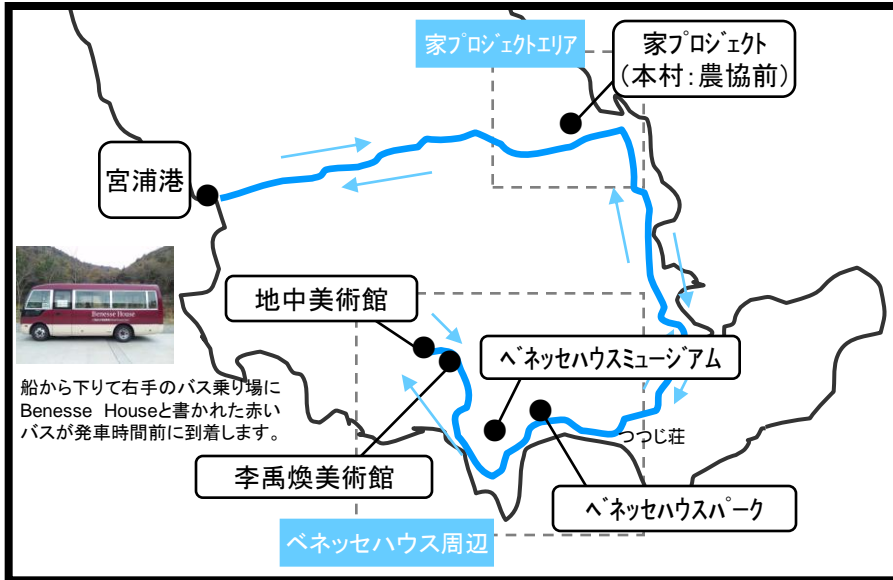 家プロジェクトエリア
家プロジェクト
(本村:農協前)
宮浦港
Benesse House
地中美術館
ベネッセハウスミュージアム
船から下りて右手のバス乗り場に
Benesse Houseと書かれた赤い
バスが発車時間前に到着します。
つつじ荘
李禹煥美術館
ベネッセハウスパーク
ベネッセハウス周辺